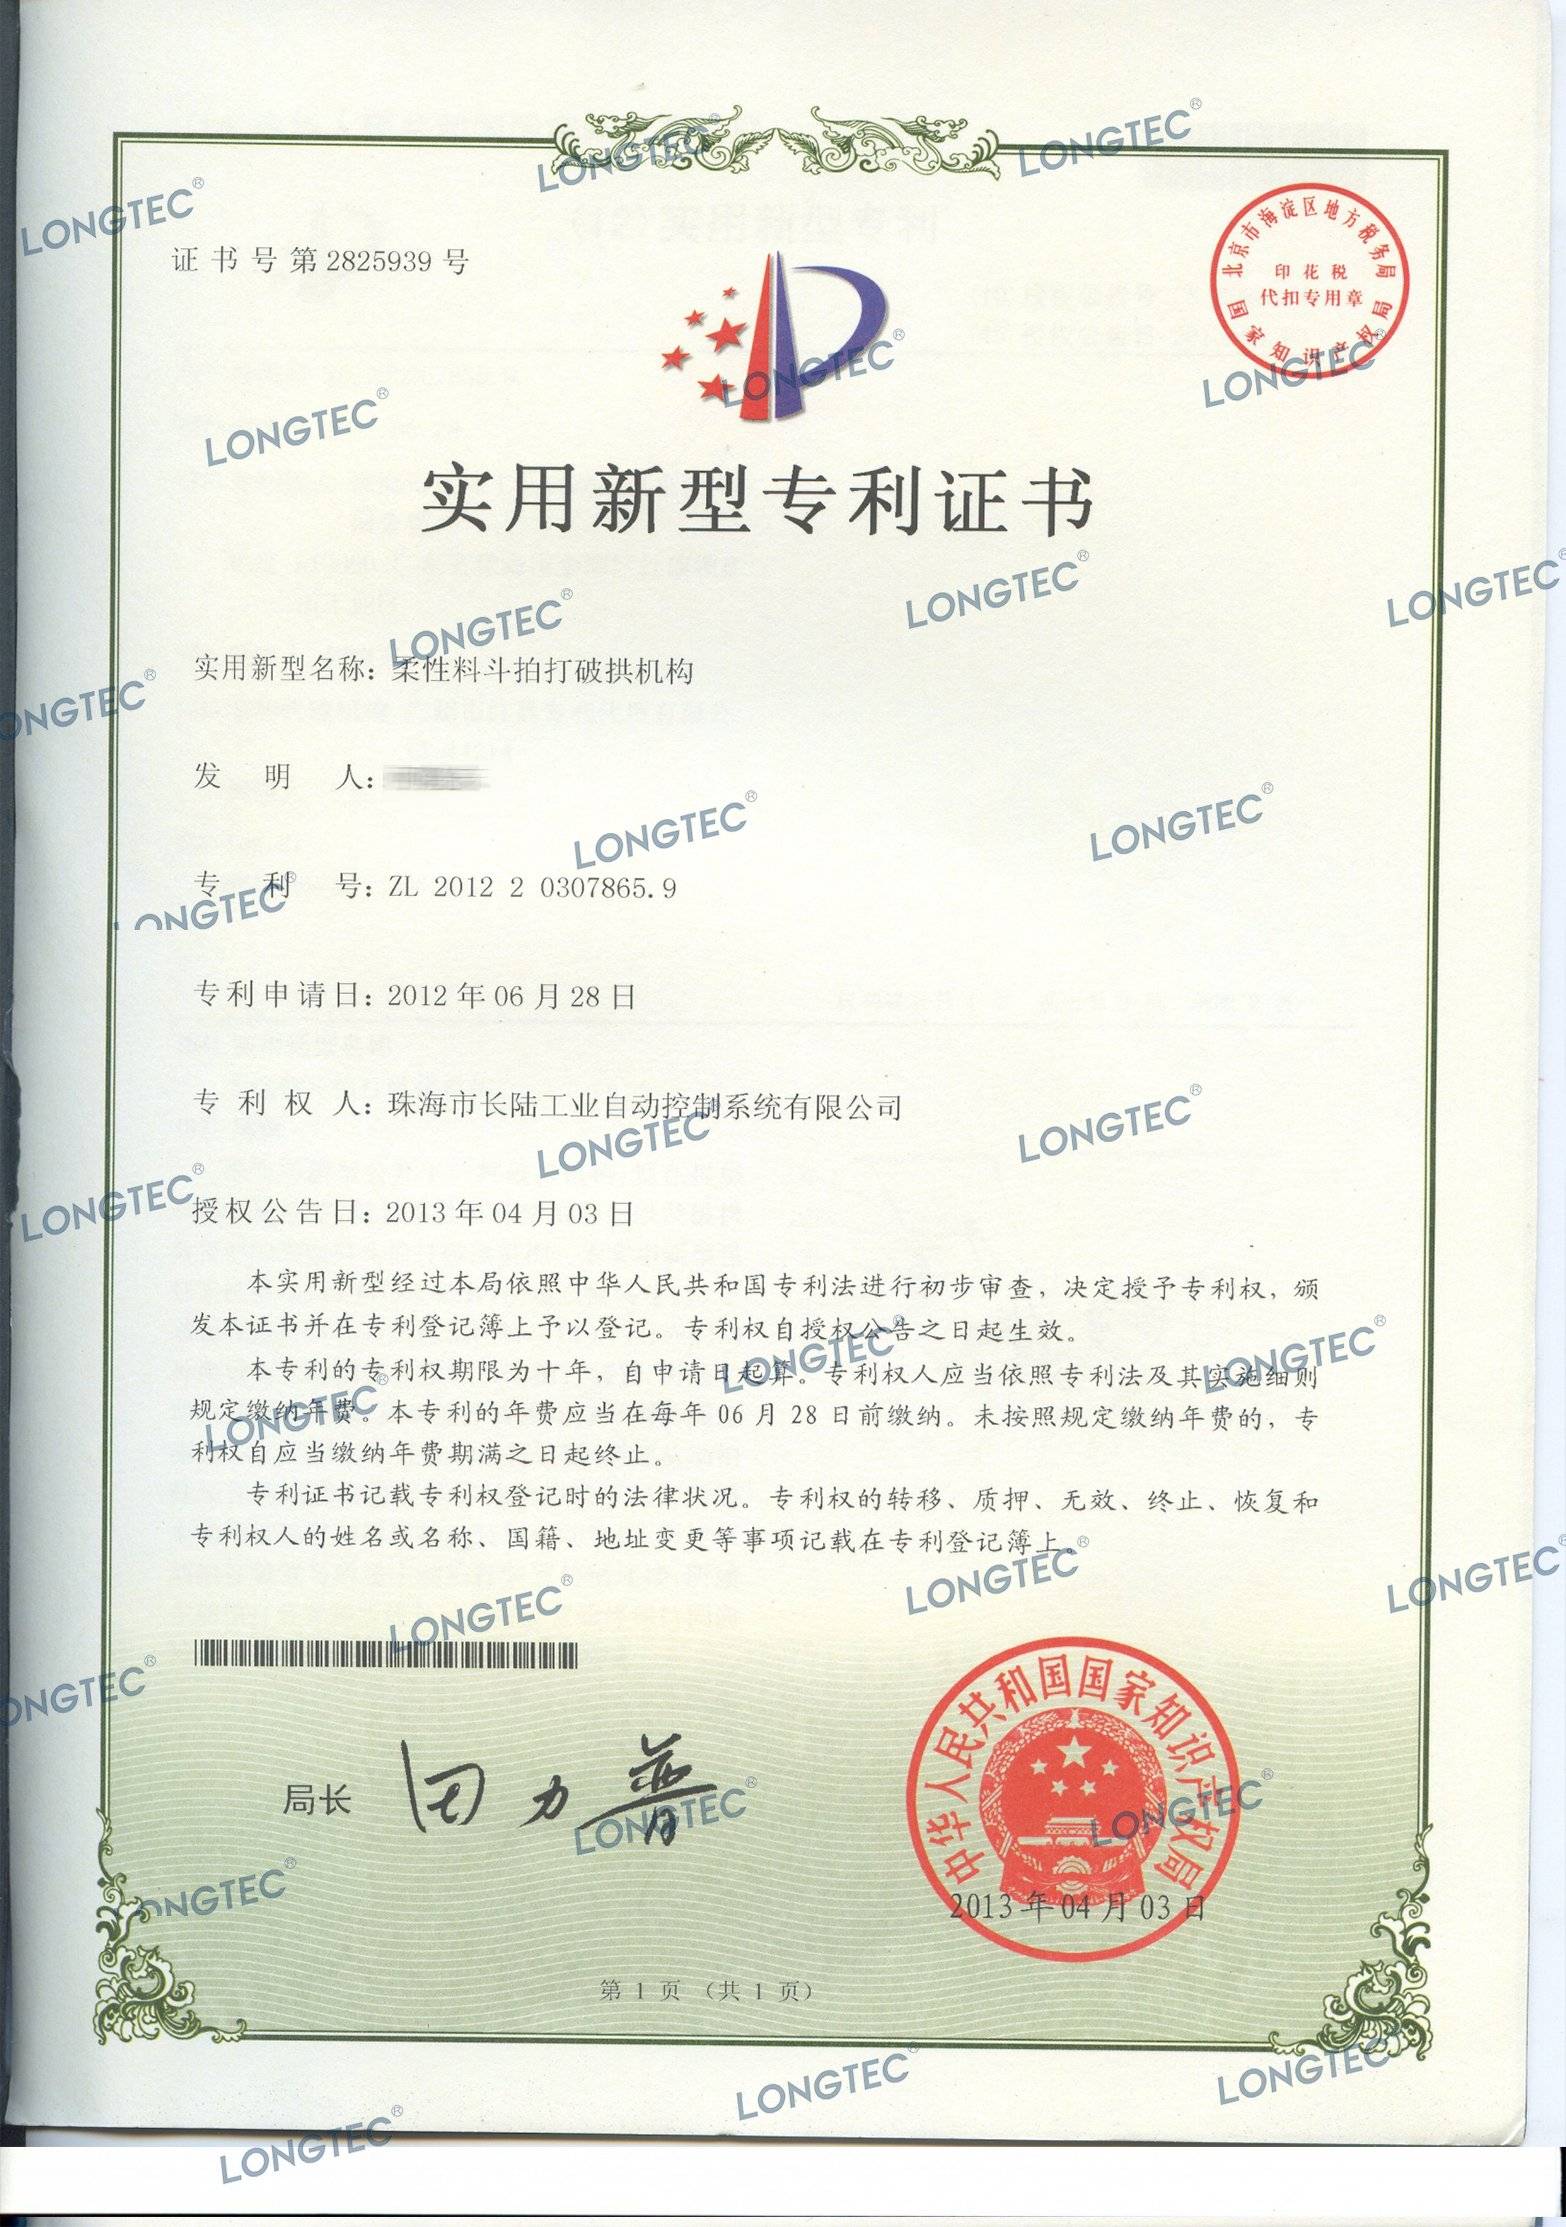 北京市海淀区地方税务局
印花税
代扣专用章
国家知识产权局
证书号第2825939号
实用新型专利证书
实用新型名称：柔性料斗拍打破拱机构
发明人：
专利号：ZL 2012 2 0307865.9
专利申请日：2012年06月28日
专利权人：珠海市长陆工业自动控制系统有限公司
授权公告日：2013年04月03日
本实用新型经过本局依照中华人民共和国专利法进行初步审查，决定授予专利权，颁
发本证书并在专利登记簿上予以登记。专利权自授权公告之日起生效。
本专利的专利权期限为十年，自申请日起算。专利权人应当依照专利法及其实施细则
规定缴纳年费。本专利的年费应当在每年06月28日前缴纳。未按照规定缴纳年费的，专
利权自应当缴纳年费期满之日起终止。
专利证书记载专利权登记时的法律状况。专利权的转移、质押、无效、终止、恢复和
专利权人的姓名或名称、国籍、地址变更等事项记载在专利登记簿上。
局长
田力普
中华人民共和国国家知识产权局
2013年04月03日
第1页（共1页）
LONGTEC®